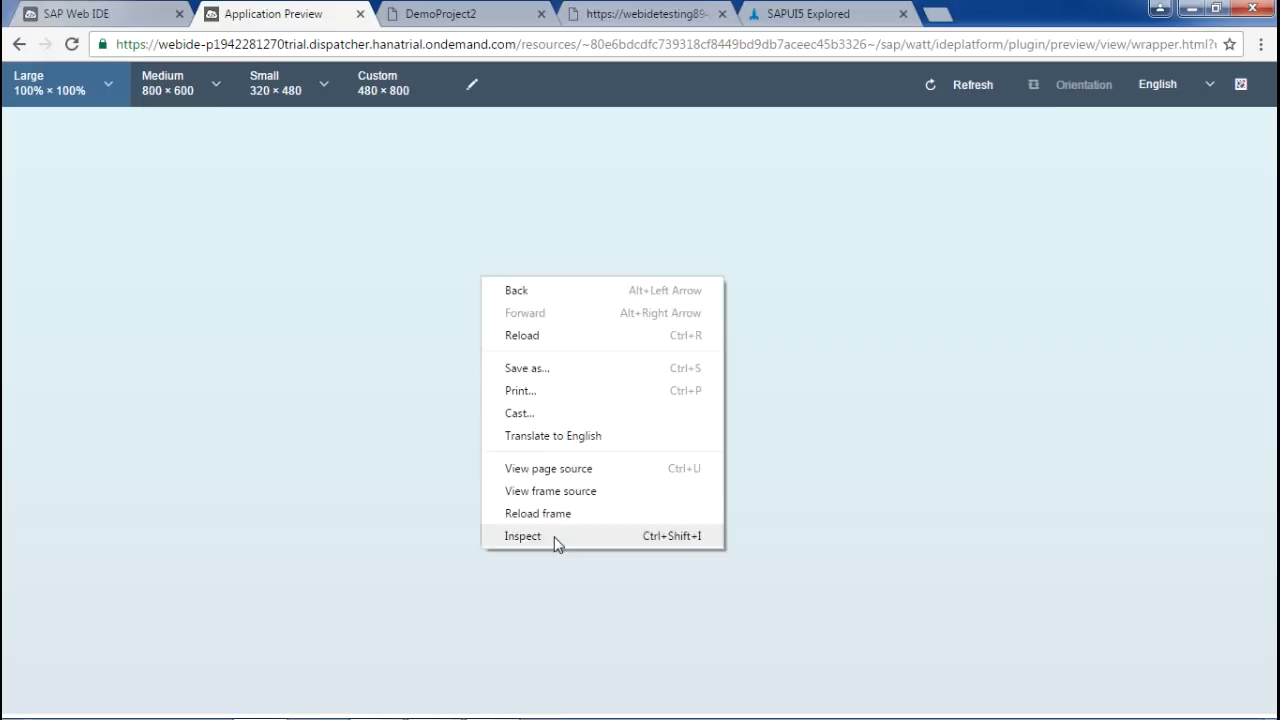 SAP Web IDE
Application Preview
DemoProject2
https://webidetesting89-
SAPUI5 Explored
https://webide-p1942281270trial.dispatcher.hanatrial.ondemand.com/resources/~80e6bdcdfc739318cf8449bd9db7aceec45b3326~/sap/watt/ideplatform/plugin/preview/view/wrapper.html?
Large
100% × 100%
Medium
800 × 600
Small
320 × 480
Custom
480 × 800
Refresh
Orientation
English
Back Alt+Left Arrow
Forward Alt+Right Arrow
Reload Ctrl+R
Save as... Ctrl+S
Print... Ctrl+P
Cast...
Translate to English
View page source Ctrl+U
View frame source
Reload frame
Inspect Ctrl+Shift+I